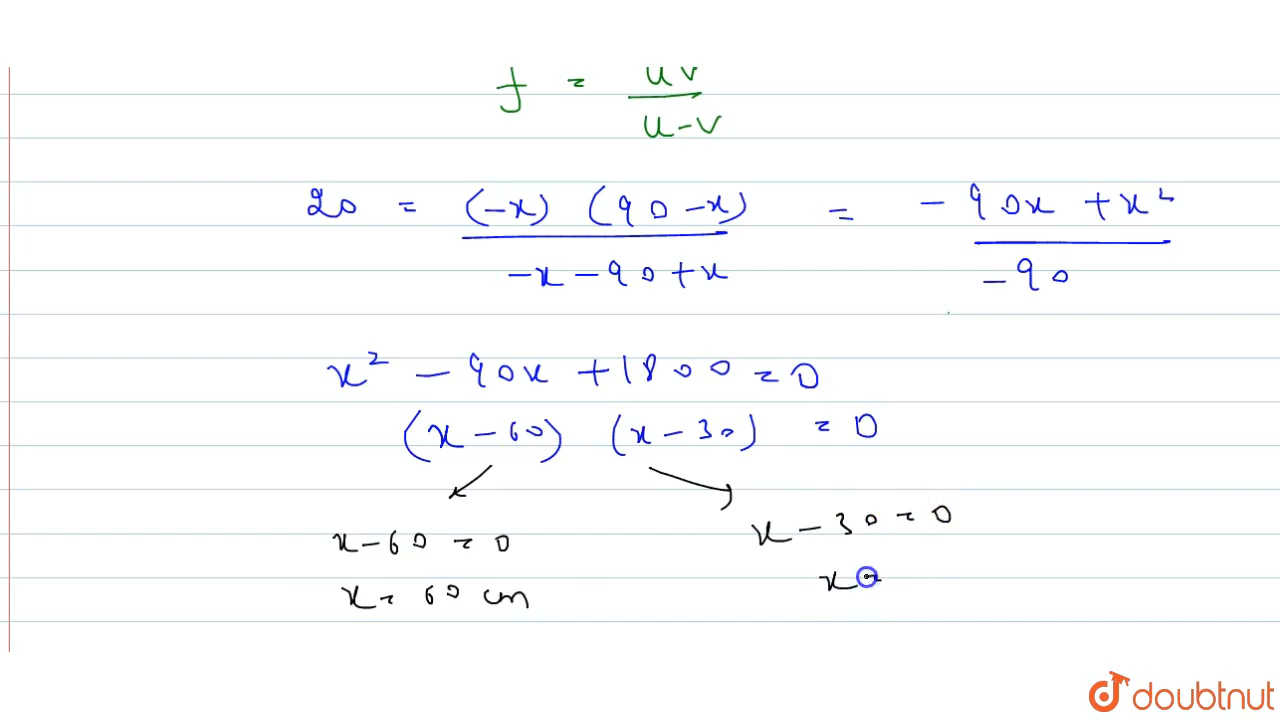 f = uv / u-v
20 = (-x) (90-x) / -x-90+x = -90x + x² / -90
x² - 90x + 1800 = 0
(x-60) (x-30) = 0
x-60 = 0 x-30 = 0
x = 60 cm x =
doubtnut